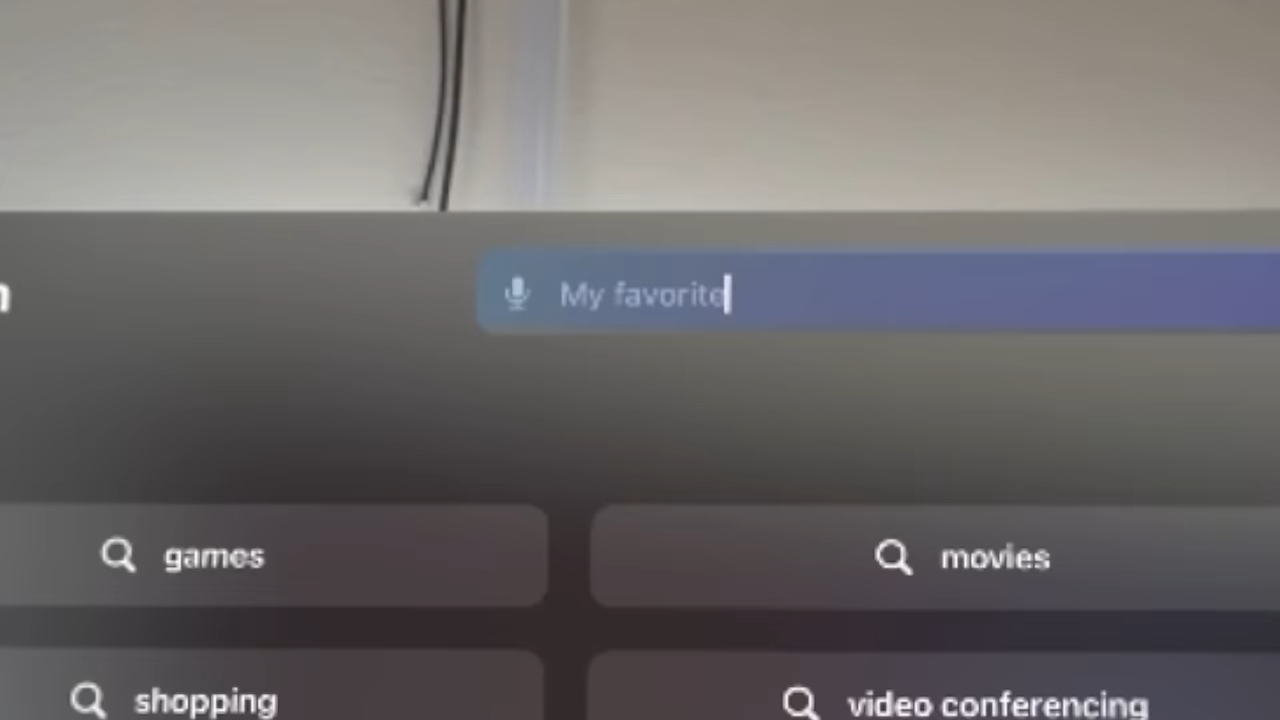 My favorite
games
movies
shopping
video conferencing